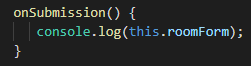 onSubmission() {
console.log(this.roomForm);
}